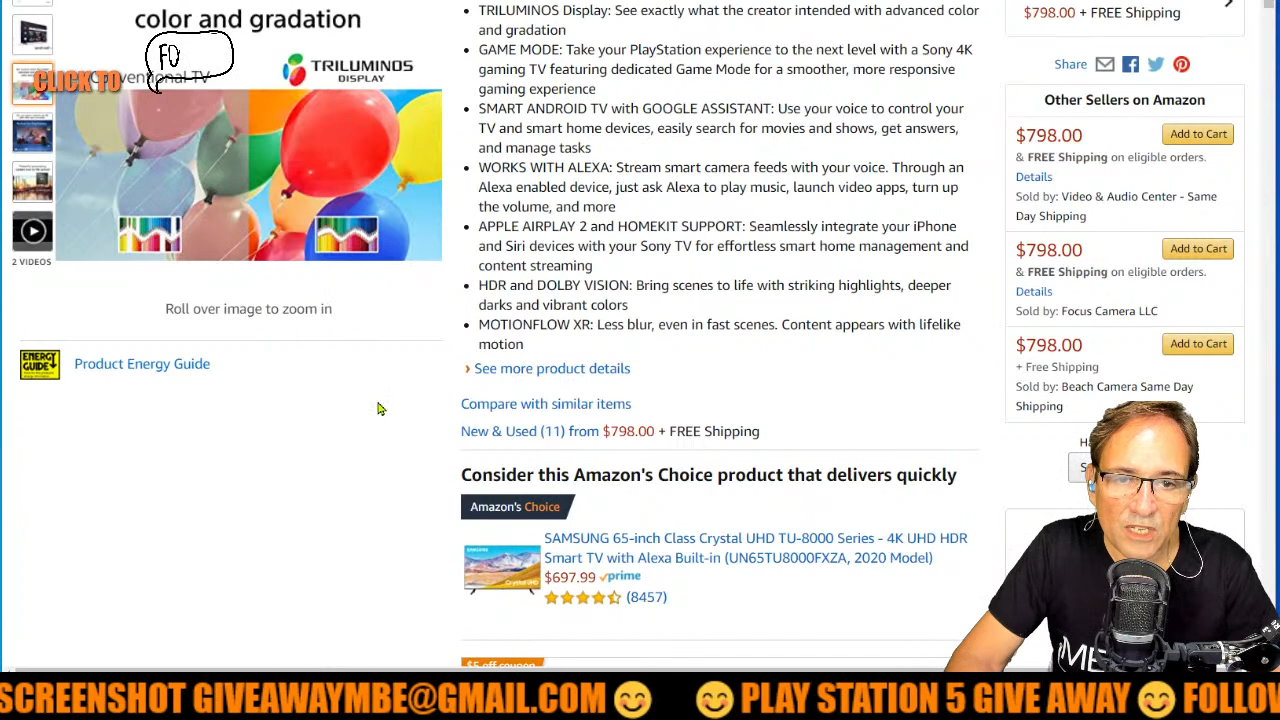 color and gradation
FD
Conventional TV
CLICK TO
TRILUMINOS
DISPLAY
2 VIDEOS
Roll over image to zoom in
ENERGY
GUIDE
Product Energy Guide
TRILUMINOS Display: See exactly what the creator intended with advanced color
and gradation
GAME MODE: Take your PlayStation experience to the next level with a Sony 4K
gaming TV featuring dedicated Game Mode for a smoother, more responsive
gaming experience
SMART ANDROID TV with GOOGLE ASSISTANT: Use your voice to control your
TV and smart home devices, easily search for movies and shows, get answers,
and manage tasks
WORKS WITH ALEXA: Stream smart camera feeds with your voice. Through an
Alexa enabled device, just ask Alexa to play music, launch video apps, turn up
the volume, and more
APPLE AIRPLAY 2 and HOMEKIT SUPPORT: Seamlessly integrate your iPhone
and Siri devices with your Sony TV for effortless smart home management and
content streaming
HDR and DOLBY VISION: Bring scenes to life with striking highlights, deeper
darks and vibrant colors
MOTIONFLOW XR: Less blur, even in fast scenes. Content appears with lifelike
motion
› See more product details
Compare with similar items
New & Used (11) from $798.00 + FREE Shipping
Consider this Amazon's Choice product that delivers quickly
Amazon's Choice
SAMSUNG 65-inch Class Crystal UHD TU-8000 Series - 4K UHD HDR
Smart TV with Alexa Built-in (UN65TU8000FXZA, 2020 Model)
$697.99 prime
(8457)
$5 off coupon
$798.00 + FREE Shipping
Share
Other Sellers on Amazon
$798.00 Add to Cart
& FREE Shipping on eligible orders.
Details
Sold by: Video & Audio Center - Same
Day Shipping
$798.00 Add to Cart
& FREE Shipping on eligible orders.
Details
Sold by: Focus Camera LLC
$798.00 Add to Cart
+ Free Shipping
Sold by: Beach Camera Same Day
Shipping
SCREENSHOT GIVEAWAYMBE@GMAIL.COM 😊 😊 PLAY STATION 5 GIVE AWAY 😊 FOLLOW